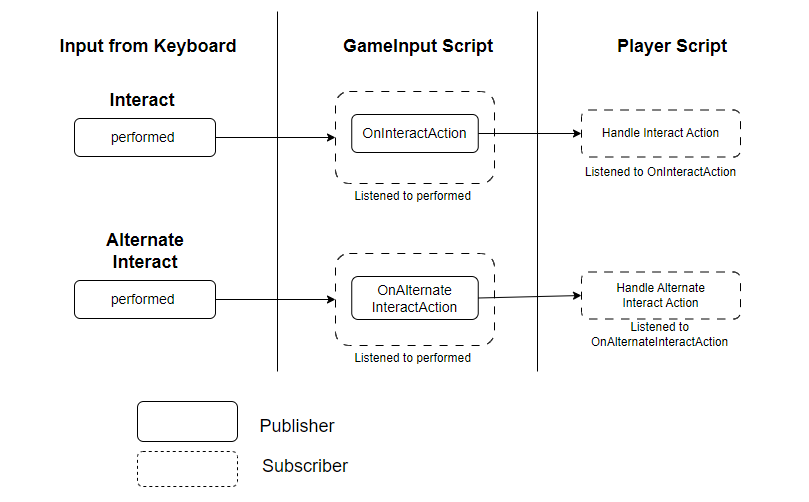 Input from Keyboard
GameInput Script
Player Script
Interact
performed
OnInteractAction
Listened to performed
Handle Interact Action
Listened to OnInteractAction
Alternate
Interact
performed
OnAlternate
InteractAction
Listened to performed
Handle Alternate
Interact Action
Listened to
OnAlternateInteractAction
Publisher
Subscriber